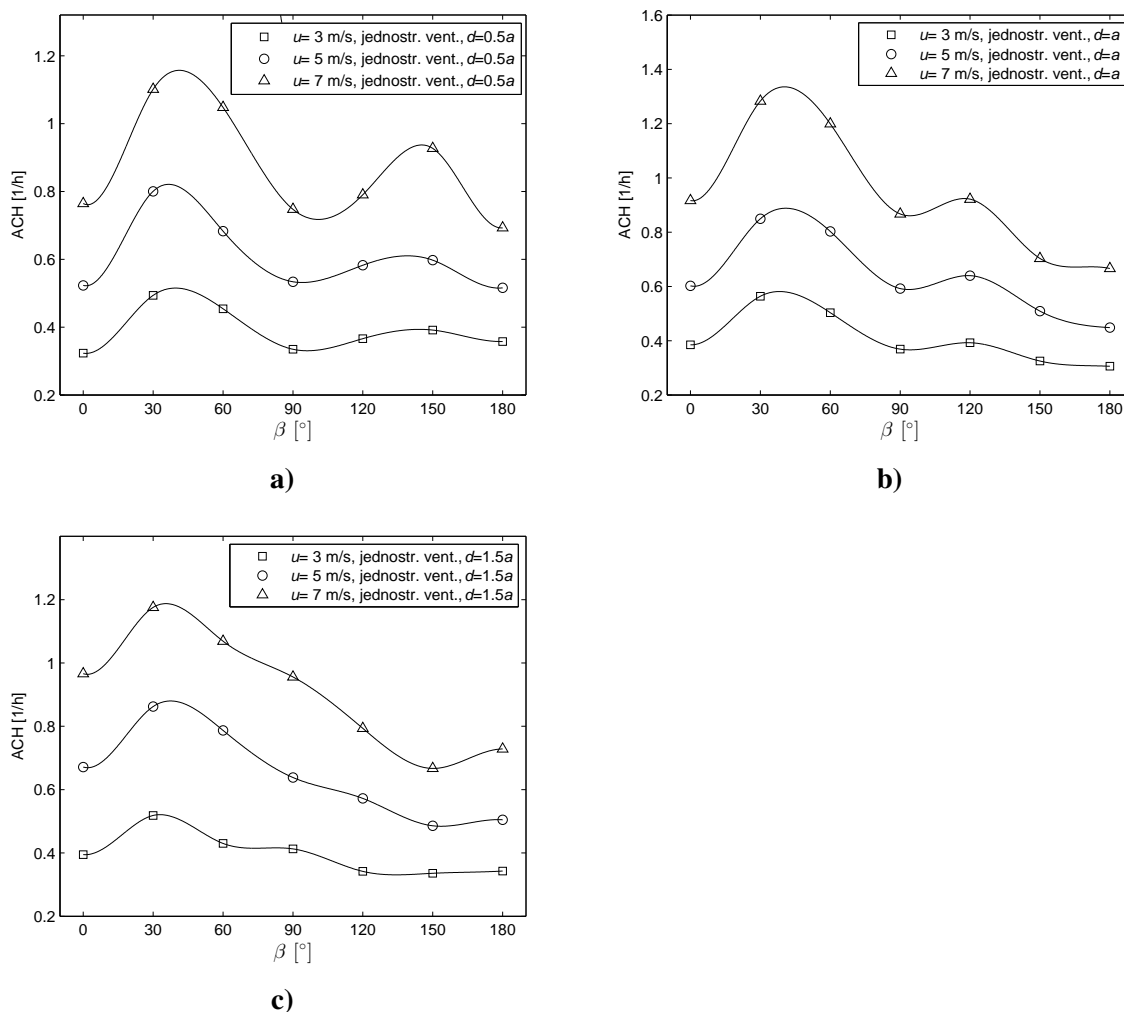 u= 3 m/s, jednostr. vent., d=0.5a
u= 5 m/s, jednostr. vent., d=0.5a
u= 7 m/s, jednostr. vent., d=0.5a
1.2
1
0.8
0.6
0.4
0.2
ACH [1/h]
0 30 60 90 120 150 180
β [°]
a)
u= 3 m/s, jednostr. vent., d=a
u= 5 m/s, jednostr. vent., d=a
u= 7 m/s, jednostr. vent., d=a
1.6
1.4
1.2
1
0.8
0.6
0.4
0.2
ACH [1/h]
0 30 60 90 120 150 180
β [°]
b)
u= 3 m/s, jednostr. vent., d=1.5a
u= 5 m/s, jednostr. vent., d=1.5a
u= 7 m/s, jednostr. vent., d=1.5a
1.2
1
0.8
0.6
0.4
0.2
ACH [1/h]
0 30 60 90 120 150 180
β [°]
c)